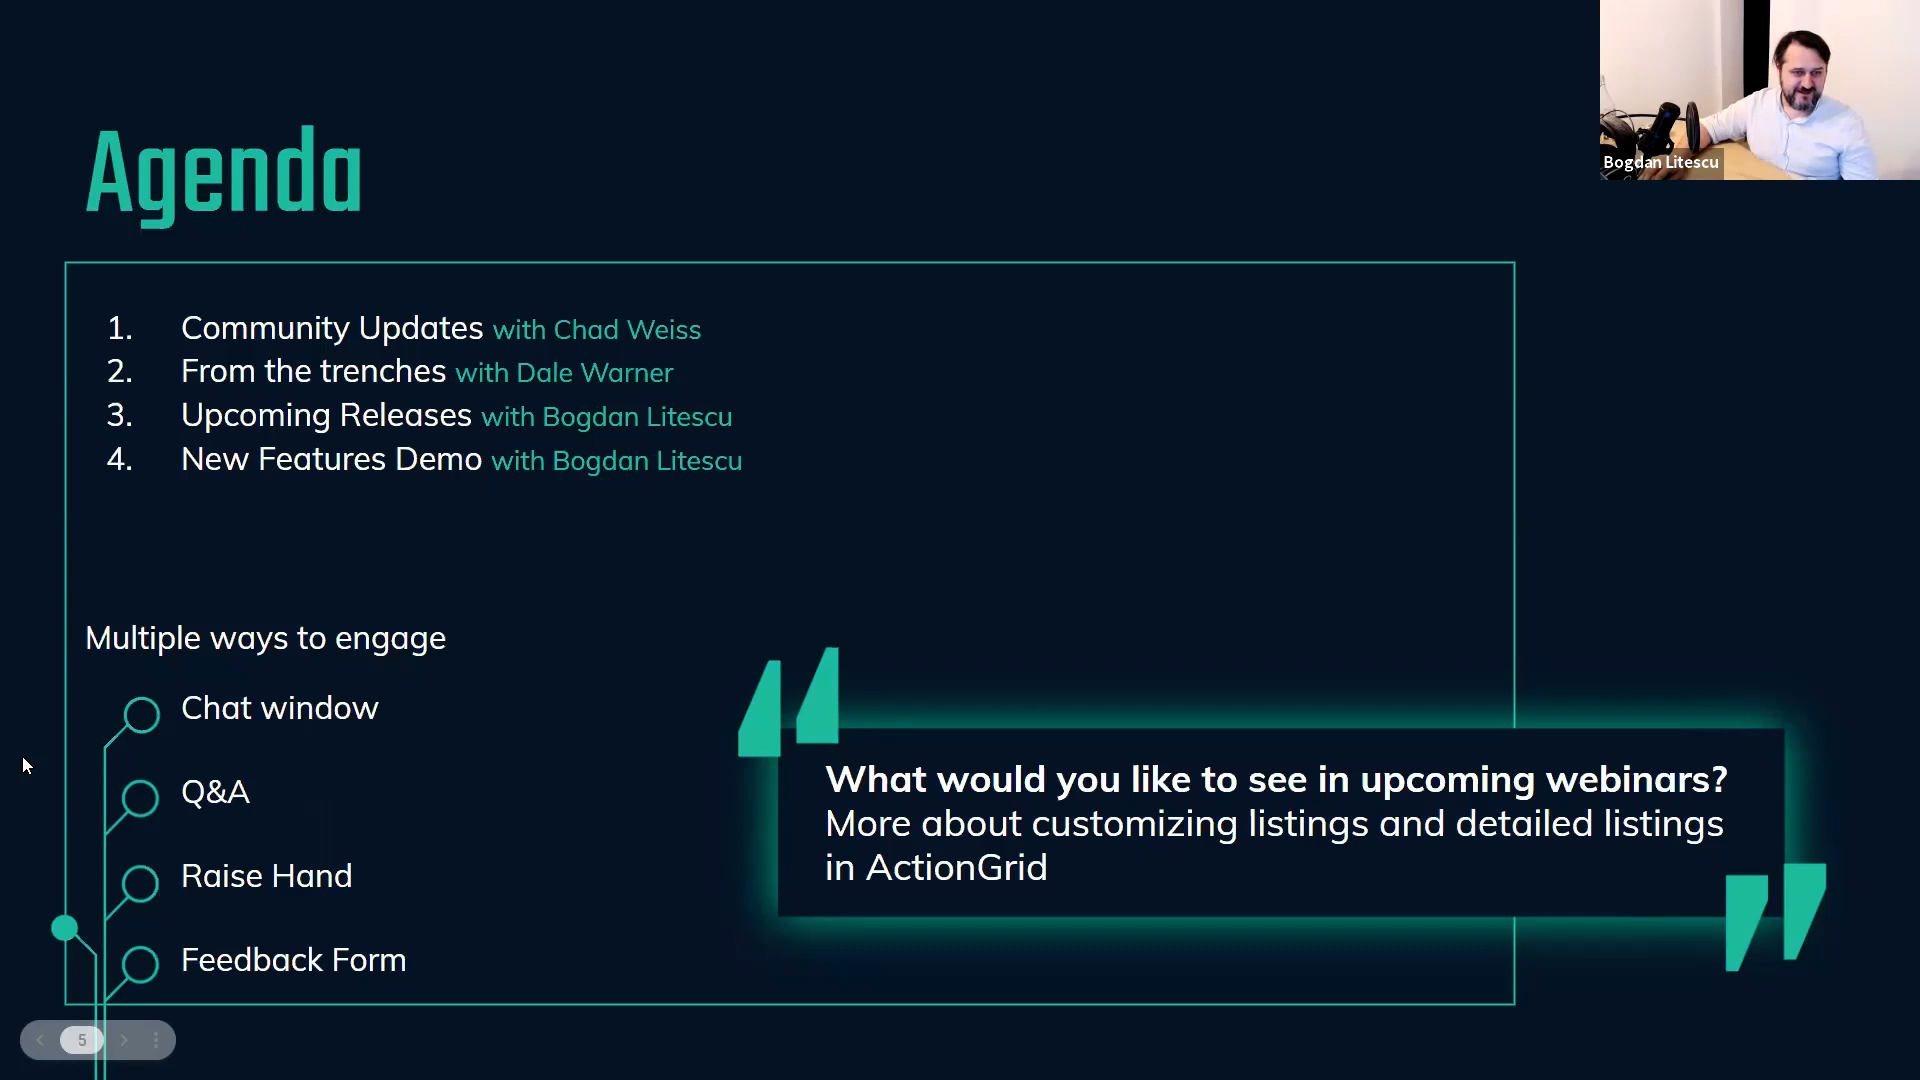 Agenda
Bogdan Litescu
1. Community Updates with Chad Weiss
2. From the trenches with Dale Warner
3. Upcoming Releases with Bogdan Litescu
4. New Features Demo with Bogdan Litescu
Multiple ways to engage
Chat window
Q&A
Raise Hand
Feedback Form
What would you like to see in upcoming webinars?
More about customizing listings and detailed listings
in ActionGrid
5